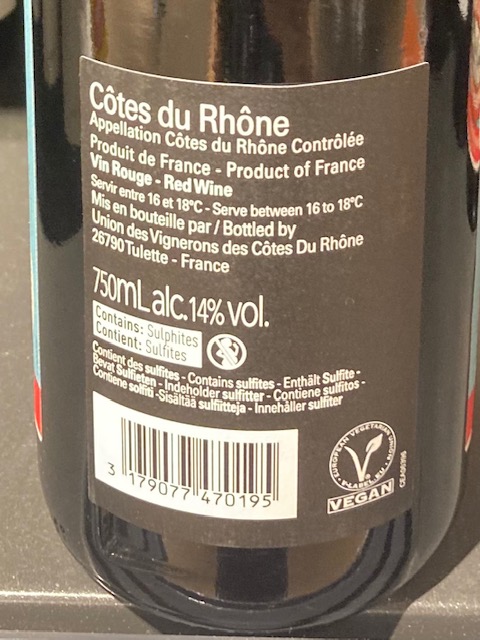 Côtes du Rhône
Appellation Côtes du Rhône Contrôlée
Produit de France - Product of France
Vin Rouge - Red Wine
Servir entre 16 et 18°C - Serve between 16 to 18°C
Mis en bouteille par / Bottled by
Union des Vignerons des Côtes Du Rhône
26790 Tulette - France
750mL alc.14% vol.
Contains: Sulphites
Contient: Sulfites
Contient des sulfites - Contains sulfites - Enthält Sulfite -
Bevat Sulfieten - Indeholder sulfitter - Contiene sulfitos -
Contiene solfiti -Sisältää sulfiitteja - Innehåller sulfiter
3 179077 470195
EUROPEAN VEGETARIAN UNION
V-LABEL.EU
VEGAN